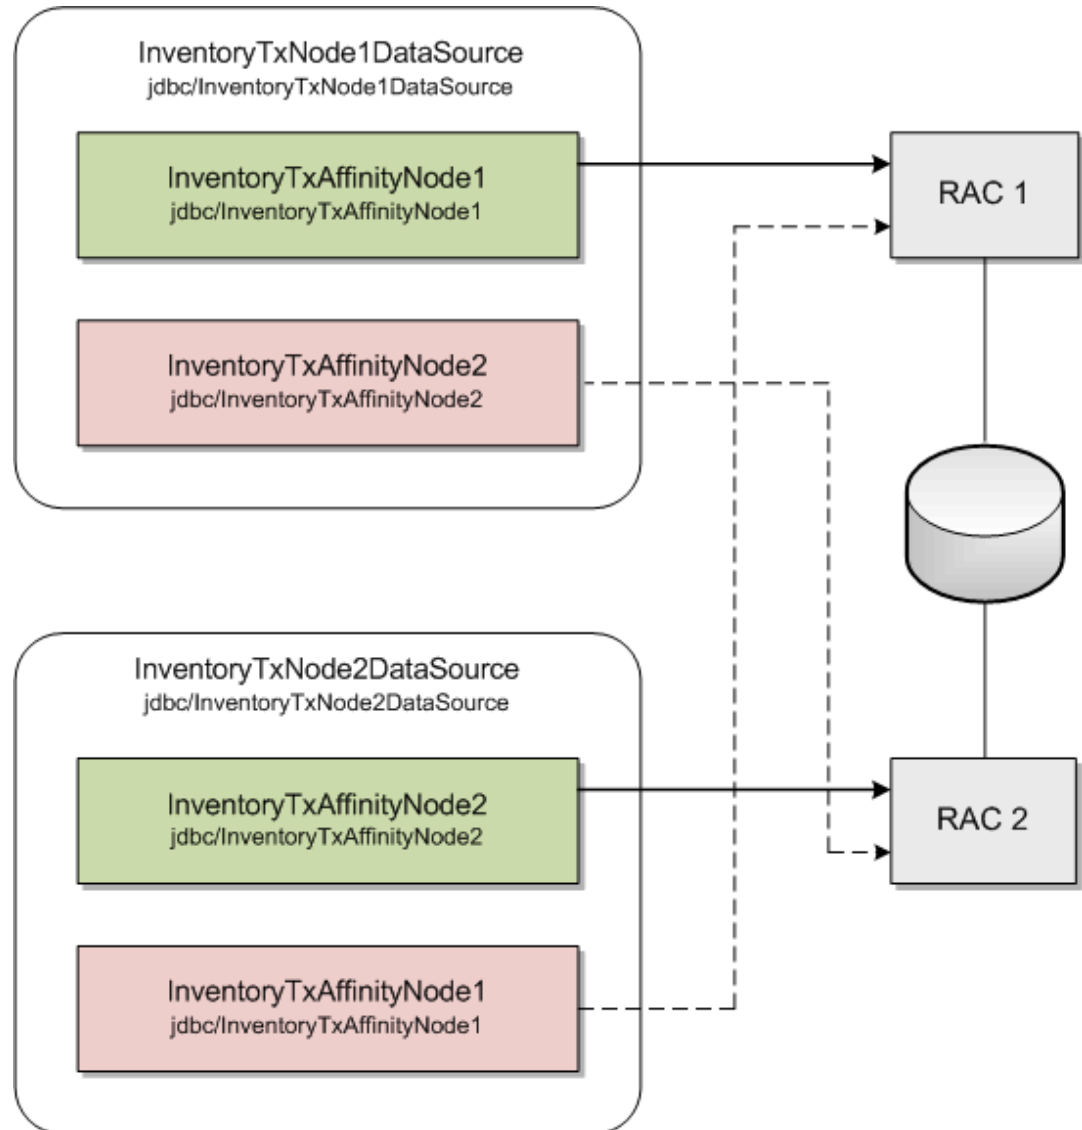 InventoryTxNode1DataSource
jdbc/InventoryTxNode1DataSource
InventoryTxAffinityNode1
jdbc/InventoryTxAffinityNode1
RAC 1
InventoryTxAffinityNode2
jdbc/InventoryTxAffinityNode2
InventoryTxNode2DataSource
jdbc/InventoryTxNode2DataSource
InventoryTxAffinityNode2
jdbc/InventoryTxAffinityNode2
RAC 2
InventoryTxAffinityNode1
jdbc/InventoryTxAffinityNode1